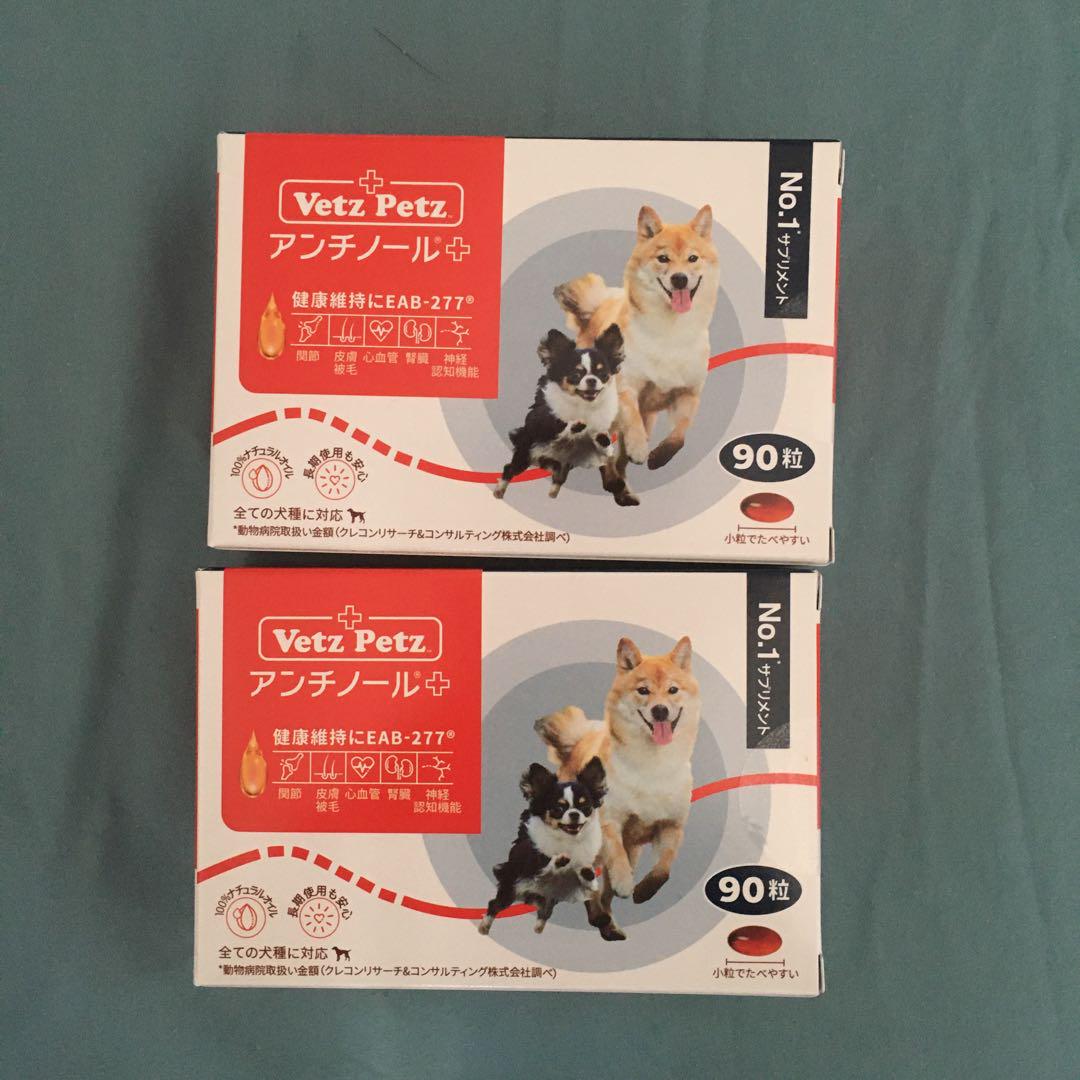 Vetz Petz™
アンチノール®+
健康維持にEAB-277®
関節
皮膚
被毛
心血管
腎臓
神経
認知機能
No.1*サプリメント
100%ナチュラルオイル
長期使用も安心
全ての犬種に対応
*動物病院取扱い金額(クレコンリサーチ&コンサルティング株式会社調べ)
90粒
小粒でたべやすい
Vetz Petz™
アンチノール®+
健康維持にEAB-277®
関節
皮膚
被毛
心血管
腎臓
神経
認知機能
No.1*サプリメント
100%ナチュラルオイル
長期使用も安心
全ての犬種に対応
*動物病院取扱い金額(クレコンリサーチ&コンサルティング株式会社調べ)
90粒
小粒でたべやすい